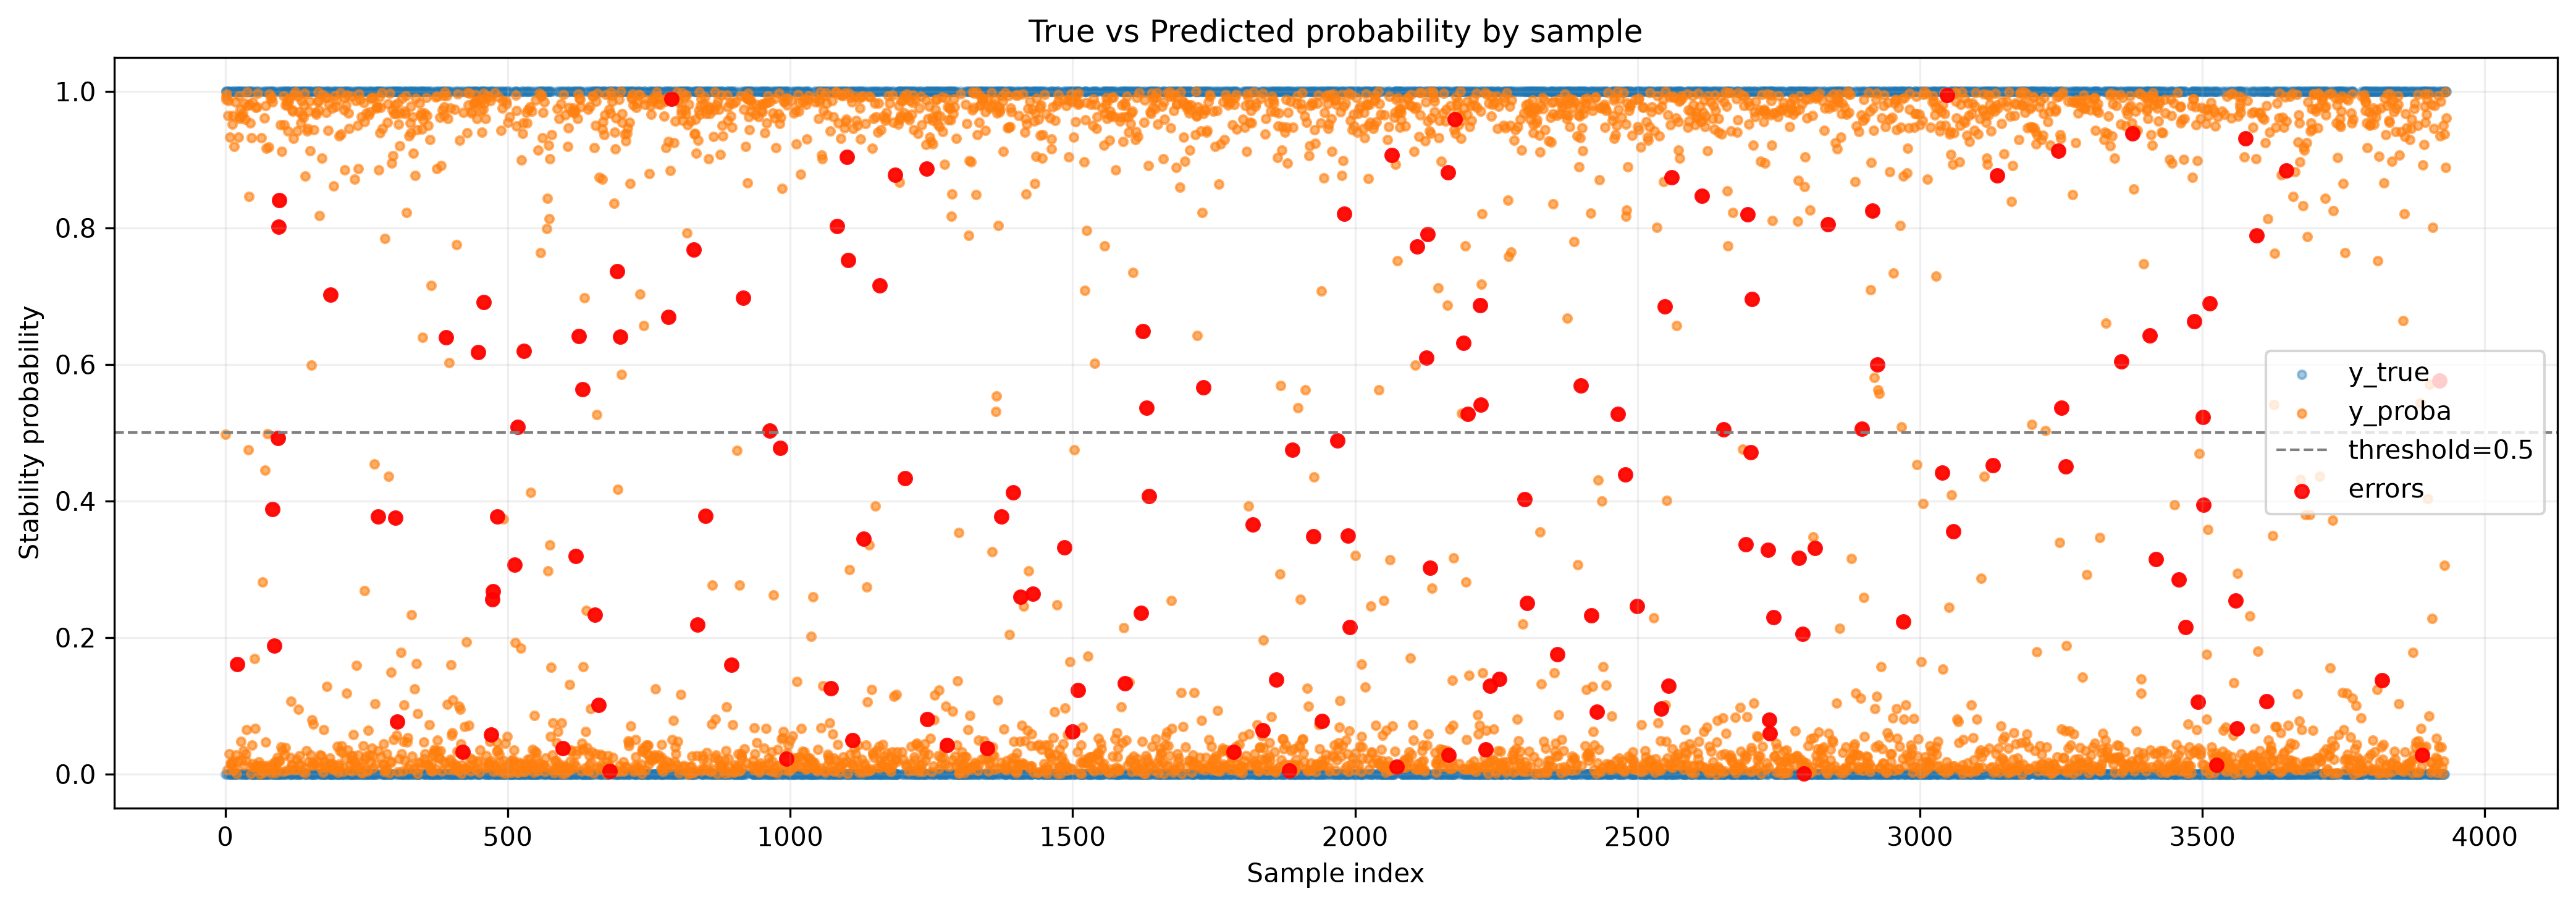 True vs Predicted probability by sample
Stability probability
1.0
0.8
0.6
0.4
0.2
0.0
y_true
y_proba
threshold=0.5
errors
0 500 1000 1500 2000 2500 3000 3500 4000
Sample index